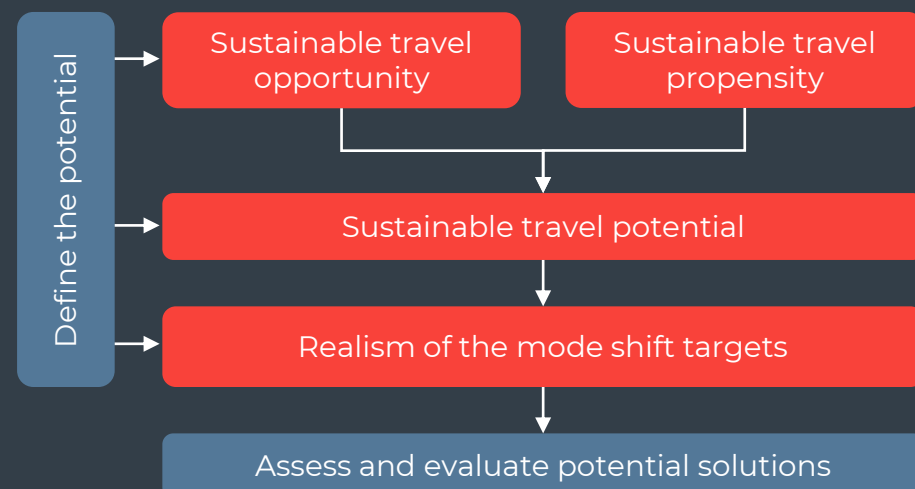 Define the potential
Sustainable travel
opportunity
Sustainable travel
propensity
Sustainable travel potential
Realism of the mode shift targets
Assess and evaluate potential solutions